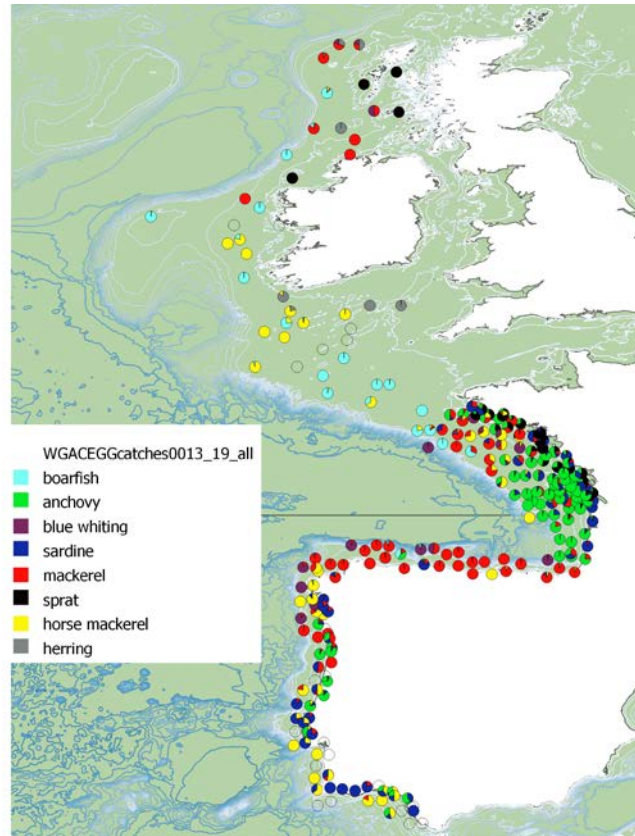 WGACEGGcatches0013_19_all
boarfish
anchovy
blue whiting
sardine
mackerel
sprat
horse mackerel
herring